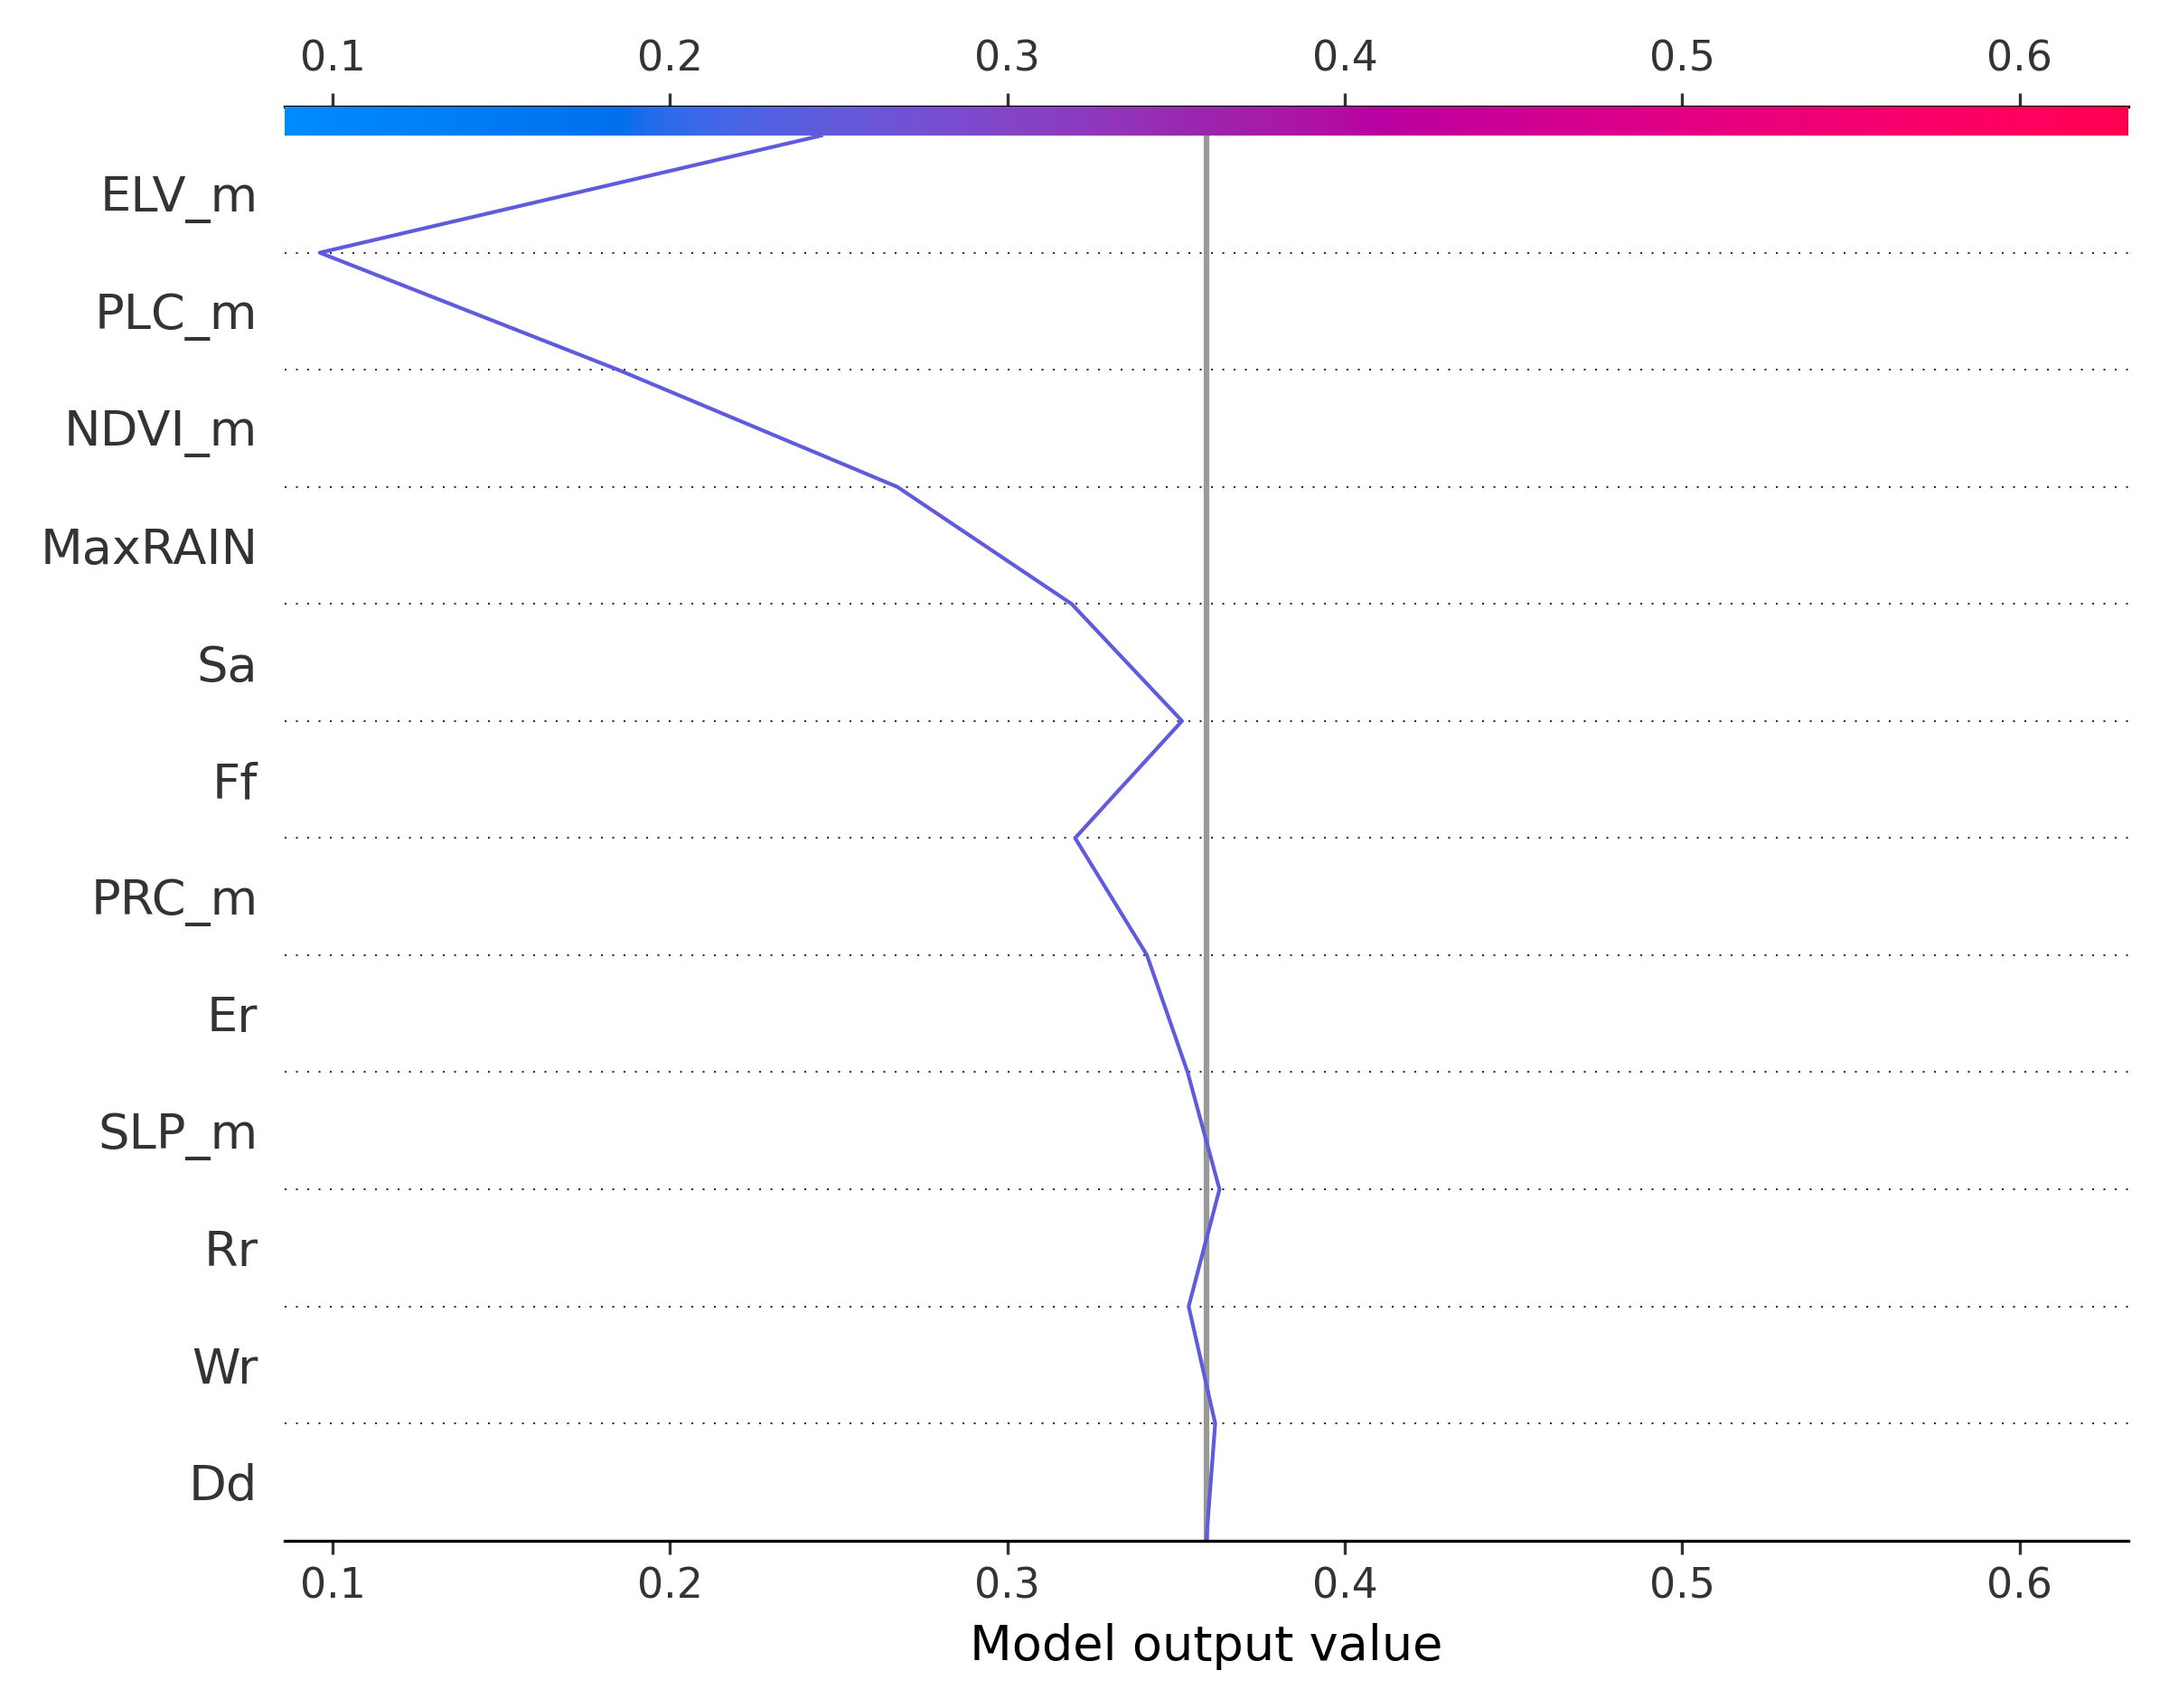 0.1 0.2 0.3 0.4 0.5 0.6
ELV_m
PLC_m
NDVI_m
MaxRAIN
Sa
Ff
PRC_m
Er
SLP_m
Rr
Wr
Dd
0.1 0.2 0.3 0.4 0.5 0.6
Model output value